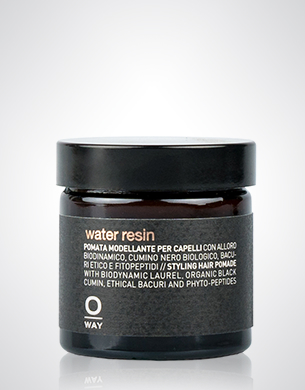 water resin
POMATA MODELLANTE PER CAPELLI CON ALLORO
BIODINAMICO, CUMINO NERO BIOLOGICO, BACU-
RI ETICO E FITOPEPTIDI // STYLING HAIR POMADE
WITH BIODYNAMIC LAUREL, ORGANIC BLACK
CUMIN, ETHICAL BACURI AND PHYTO-PEPTIDES
O
WAY